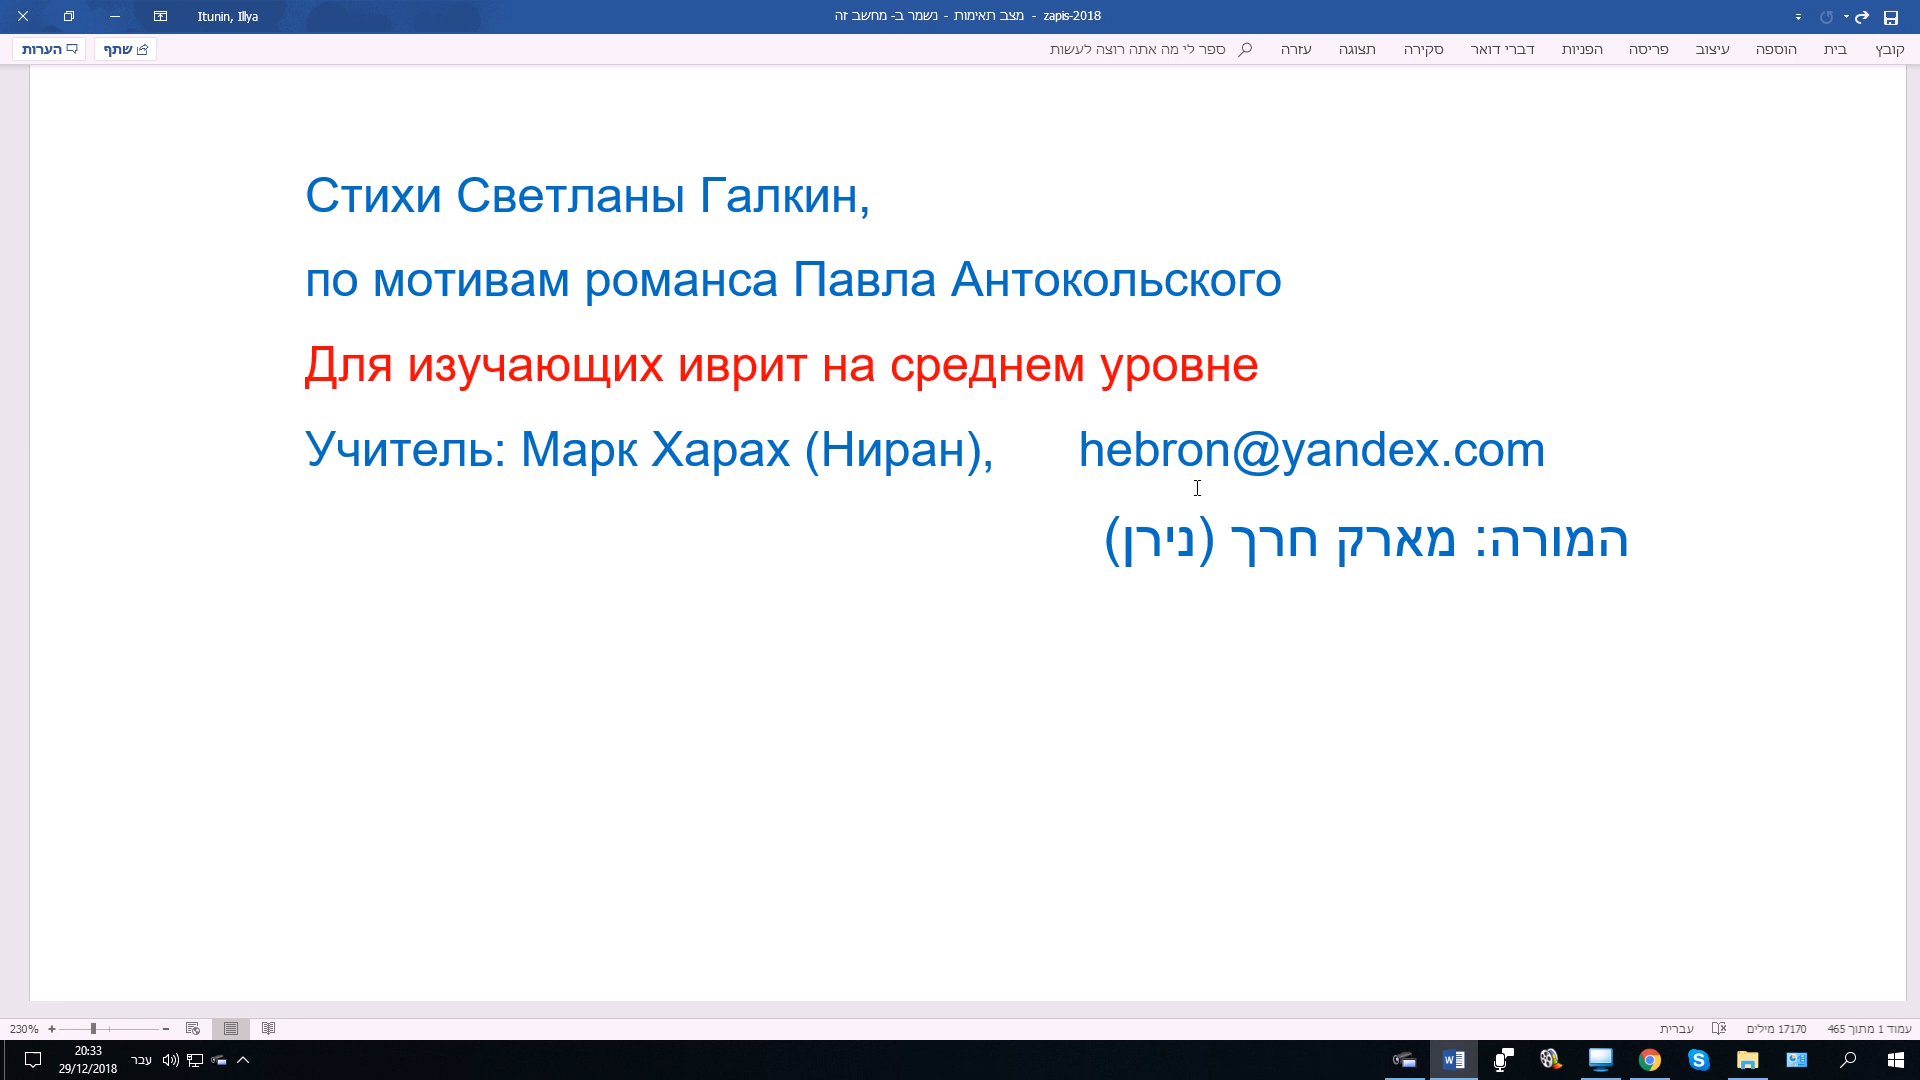 Itunin, Illya
zapis-2018 - מצב תאימות - נשמר ב- מחשב זה
קובץ בית הוספה עיצוב פריסה הפניות דברי דואר סקירה תצוגה עזרה ספר לי מה אתה רוצה לעשות שתף הערות
Стихи Светланы Галкин,
по мотивам романса Павла Антокольского
Для изучающих иврит на среднем уровне
Учитель: Марк Харах (Ниран), hebron@yandex.com
המורה: מארק חרך (נירן)
עמוד 1 מתוך 465 17170 מילים עברית 230%
20:33
עבר
29/12/2018